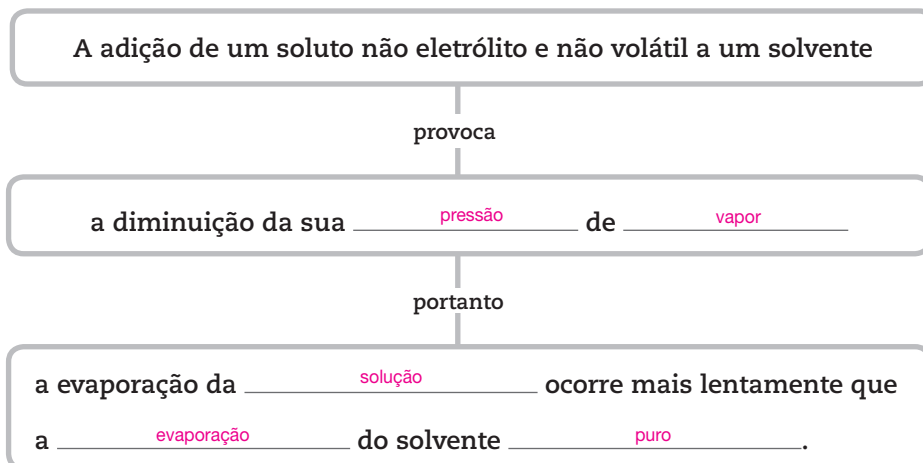 A adição de um soluto não eletrólito e não volátil a um solvente
provoca
a diminuição da sua pressão de vapor
portanto
a evaporação da solução ocorre mais lentamente que
a evaporação do solvente puro.